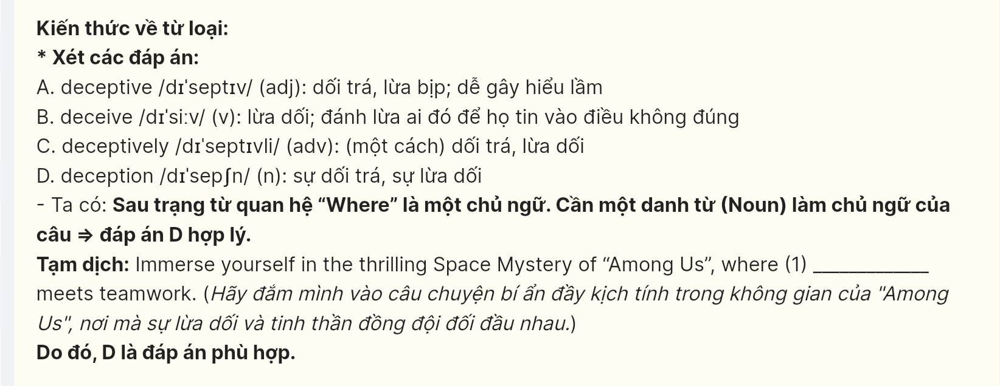 Kiến thức về từ loại:
* Xét các đáp án:
A. deceptive /dɪˈseptɪv/ (adj): dối trá, lừa bịp; dễ gây hiểu lầm
B. deceive /dɪˈsiːv/ (v): lừa dối; đánh lừa ai đó để họ tin vào điều không đúng
C. deceptively /dɪˈseptɪvli/ (adv): (một cách) dối trá, lừa dối
D. deception /dɪˈsepʃn/ (n): sự dối trá, sự lừa dối
- Ta có: Sau trạng từ quan hệ “Where” là một chủ ngữ. Cần một danh từ (Noun) làm chủ ngữ của
câu ⇒ đáp án D hợp lý.
Tạm dịch: Immerse yourself in the thrilling Space Mystery of “Among Us”, where (1) ____________
meets teamwork. (Hãy đắm mình vào câu chuyện bí ẩn đầy kịch tính trong không gian của "Among
Us", nơi mà sự lừa dối và tinh thần đồng đội đối đầu nhau.)
Do đó, D là đáp án phù hợp.